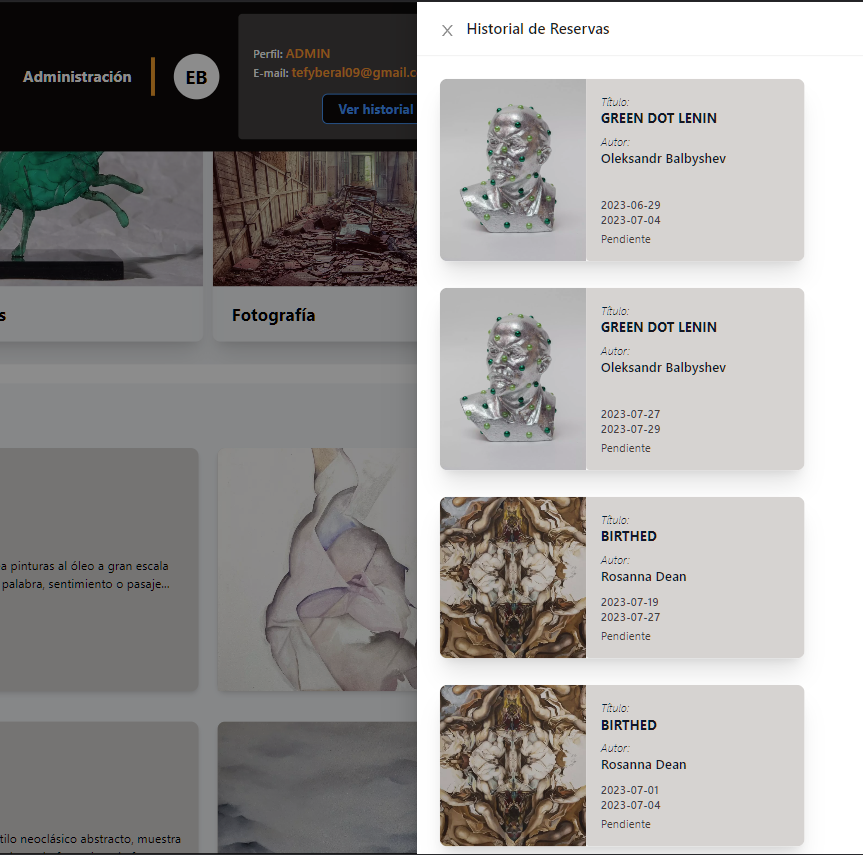 Administración
EB
Perfil: ADMIN
E-mail: tefyberal09@gmail.c
Ver historial
s
Fotografía
a pinturas al óleo a gran escala
palabra, sentimiento o pasaje...
tilo neoclásico abstracto, muestra
X Historial de Reservas
Título:
GREEN DOT LENIN
Autor:
Oleksandr Balbyshev
2023-06-29
2023-07-04
Pendiente
Título:
GREEN DOT LENIN
Autor:
Oleksandr Balbyshev
2023-07-27
2023-07-29
Pendiente
Título:
BIRTHED
Autor:
Rosanna Dean
2023-07-19
2023-07-27
Pendiente
Título:
BIRTHED
Autor:
Rosanna Dean
2023-07-01
2023-07-04
Pendiente